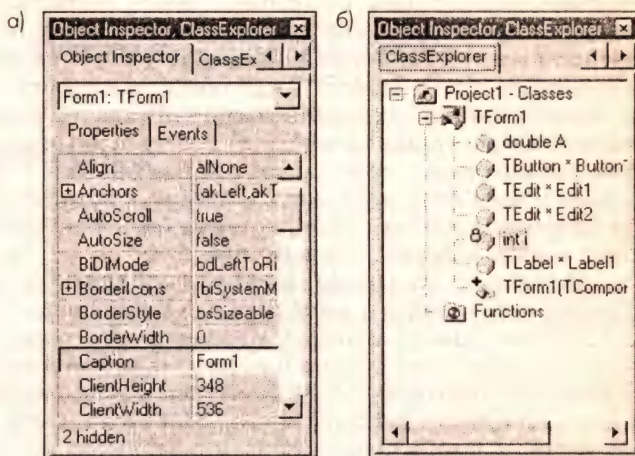 а)
Object Inspector, ClassExplorer
Object Inspector ClassEx
Form1: TForm1
Properties Events
Align alNone
Anchors [akLeft,akT
AutoScroll true
AutoSize false
BiDiMode bdLeftToRi
BorderIcons [biSystemM
BorderStyle bsSizeable
BorderWidth 0
Caption Form1
ClientHeight 348
ClientWidth 536
2 hidden
б)
Object Inspector, ClassExplorer
ClassExplorer
Project1 - Classes
TForm1
double A
TButton * Button
TEdit * Edit1
TEdit * Edit2
int i
TLabel * Label1
TForm1(TCompor
Functions